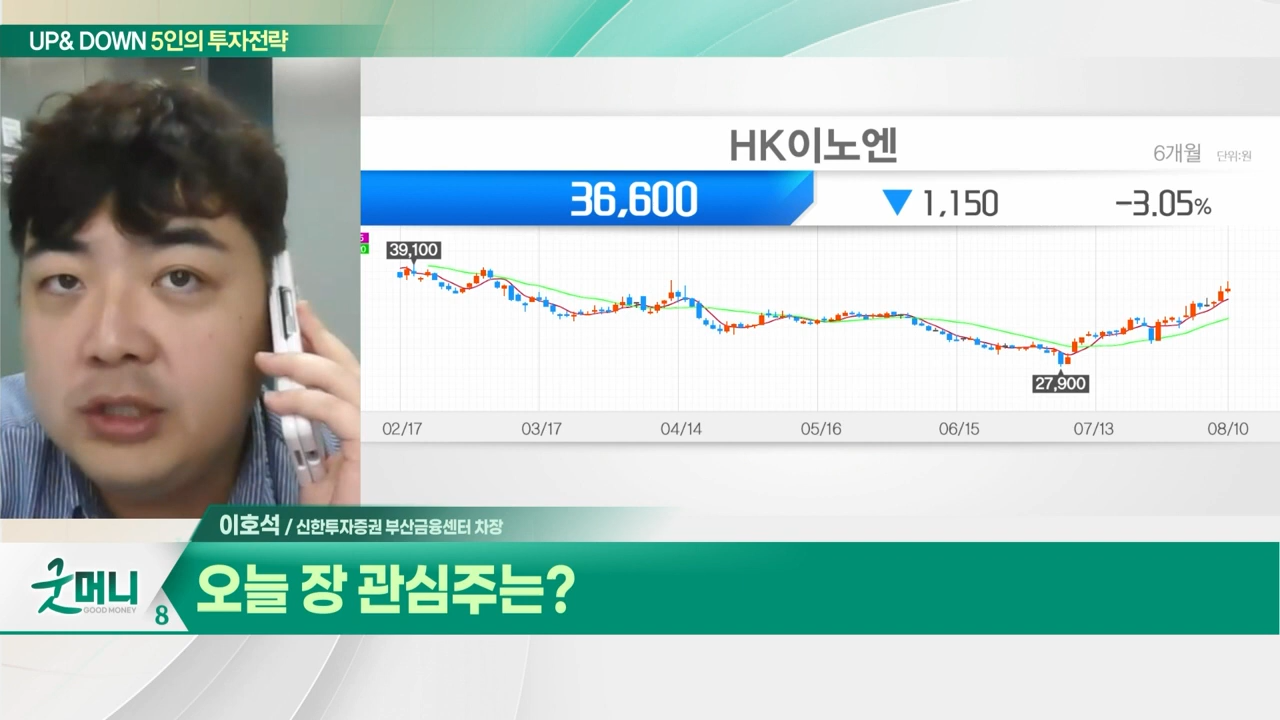 UP& DOWN 5인의 투자전략
HK이노엔
6개월 단위:원
36,600 ▼ 1,150 -3.05%
5
0
39,100
27,900
02/17 03/17 04/14 05/16 06/15 07/13 08/10
이호석 / 신한투자증권 부산금융센터 차장
굿머니
GOOD MONEY
8
오늘 장 관심주는?